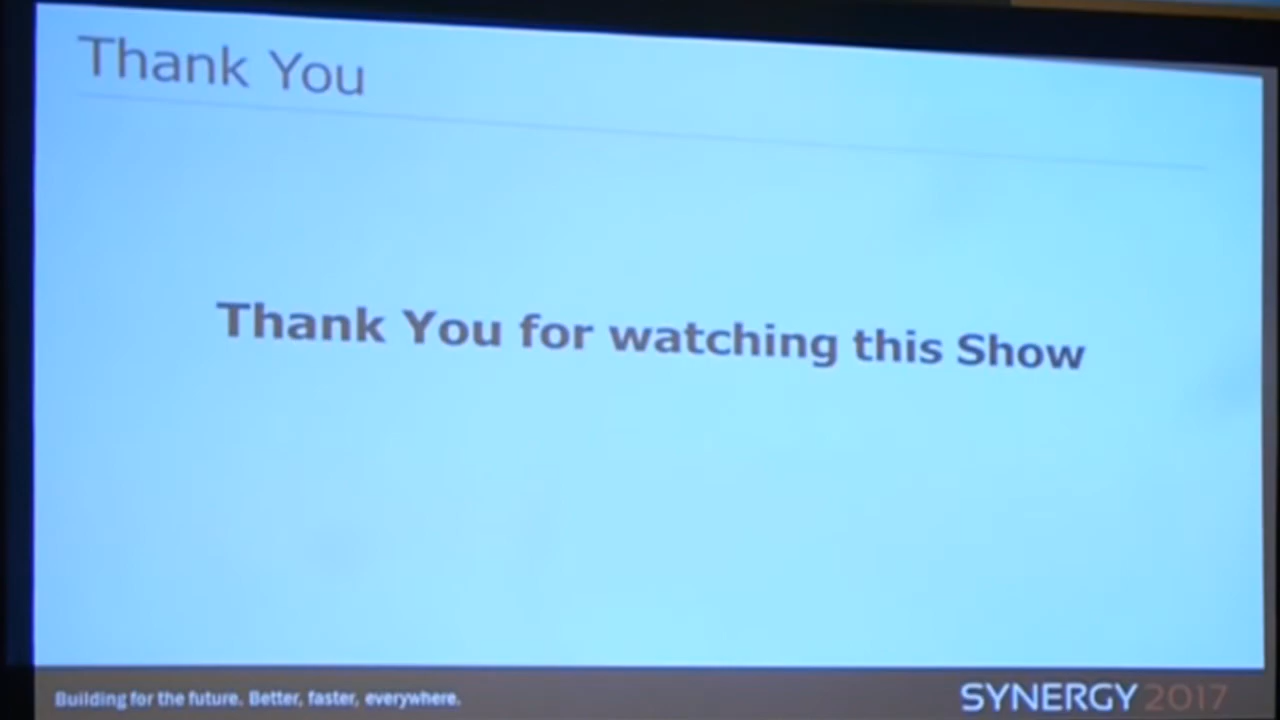 Thank You
Thank You for watching this Show
Building for the future. Better, faster, everywhere.
SYNERGY 2017